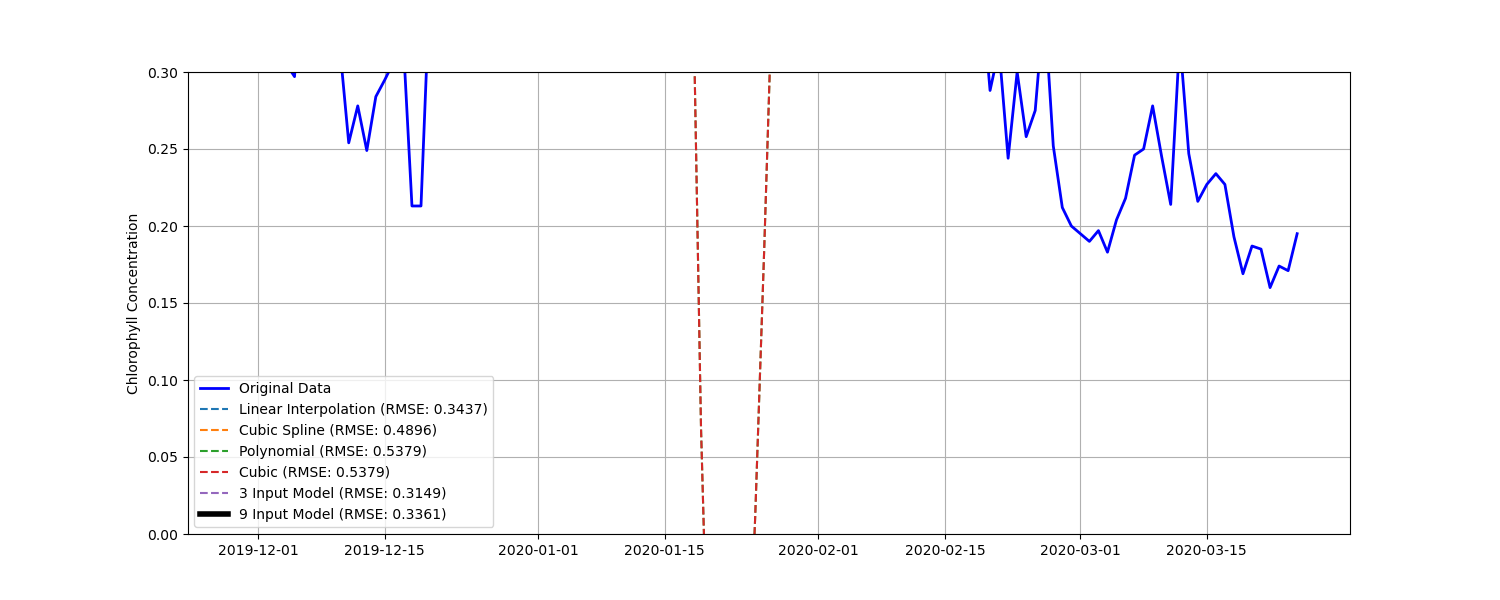 0.30
0.25
0.20
0.15
0.10
0.05
0.00
Chlorophyll Concentration
Original Data
Linear Interpolation (RMSE: 0.3437)
Cubic Spline (RMSE: 0.4896)
Polynomial (RMSE: 0.5379)
Cubic (RMSE: 0.5379)
3 Input Model (RMSE: 0.3149)
9 Input Model (RMSE: 0.3361)
2019-12-01 2019-12-15 2020-01-01 2020-01-15 2020-02-01 2020-02-15 2020-03-01 2020-03-15